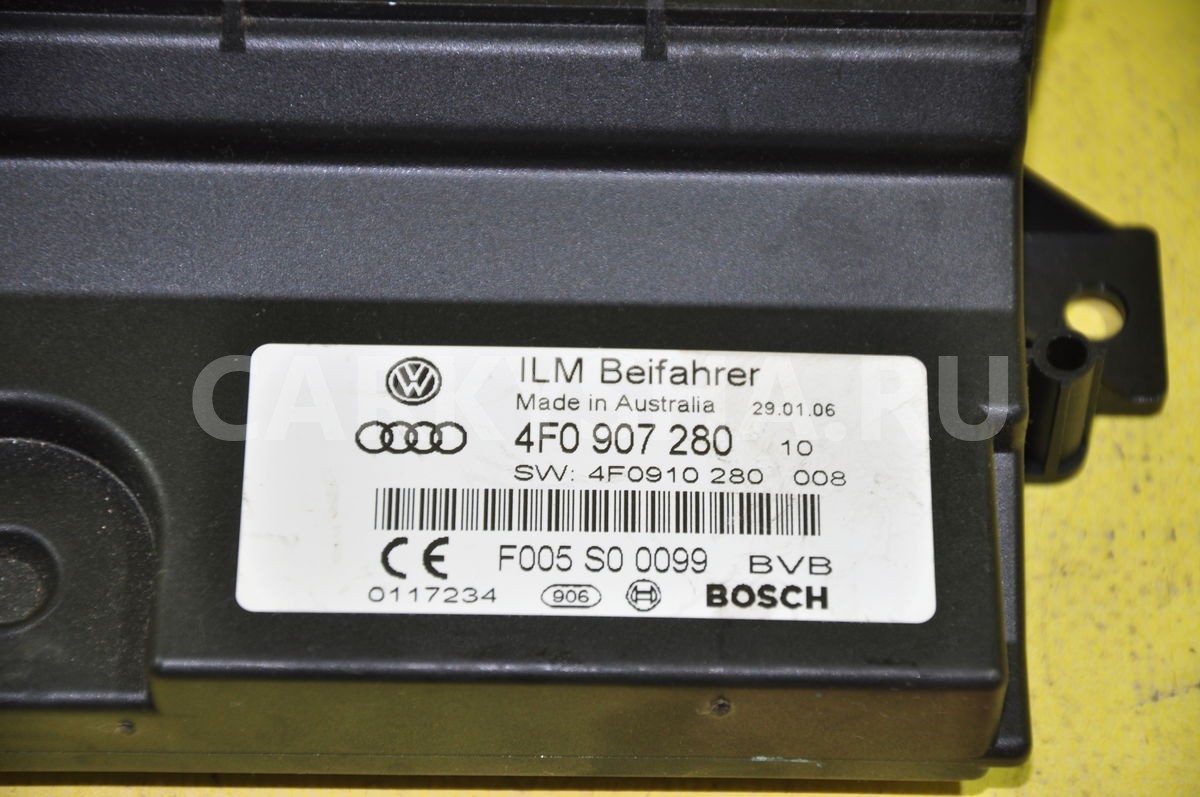 ILM Beifahrer
Made in Australia 29.01.06
4F0 907 280 10
SW: 4F0910 280 008
CE F005 S0 0099 BVB
0117234 906 BOSCH